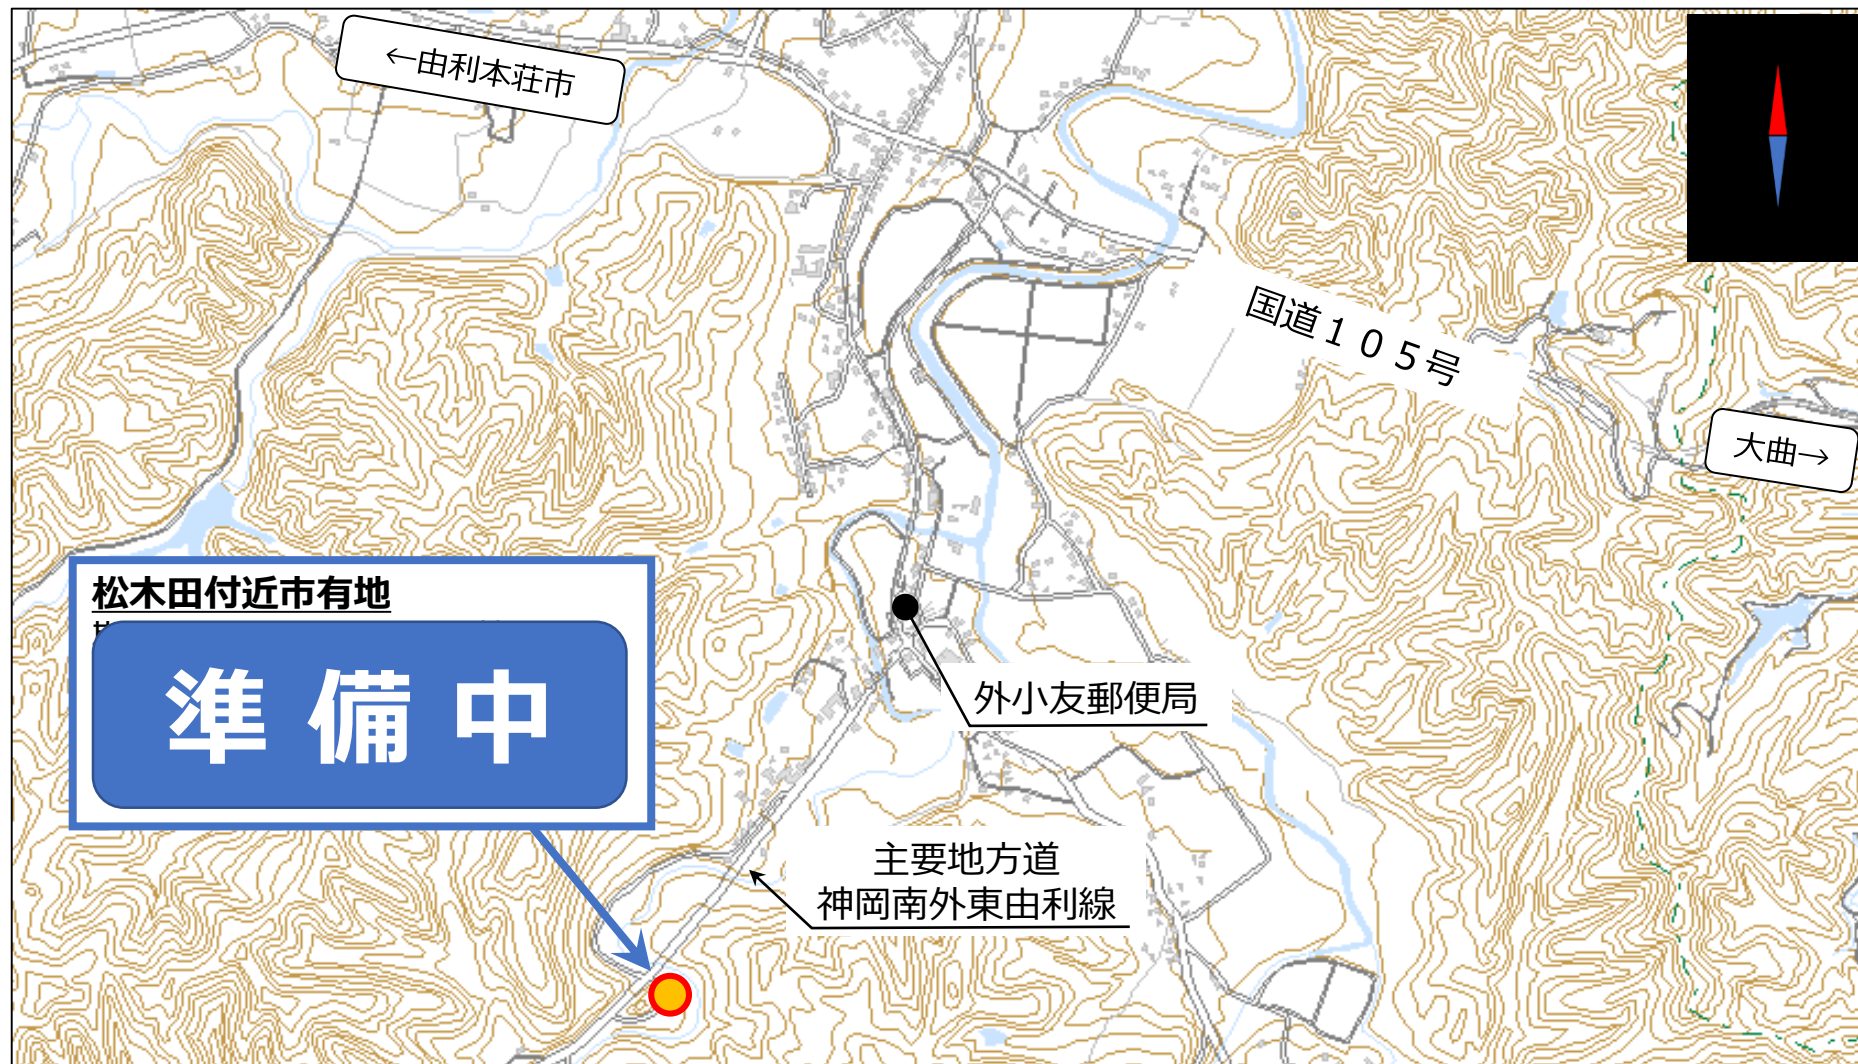 ←由利本荘市
国道１０５号
大曲→
松木田付近市有地
準備中
外小友郵便局
主要地方道
神岡南外東由利線